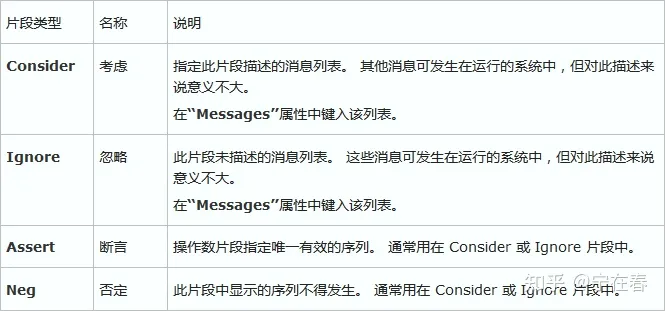 片段类型 名称 说明
Consider 考虑 指定此片段描述的消息列表。 其他消息可发生在运行的系统中，但对此描述来
说意义不大。
在“Messages”属性中键入该列表。
Ignore 忽略 此片段未描述的消息列表。 这些消息可发生在运行的系统中，但对此描述来说
意义不大。
在“Messages”属性中键入该列表。
Assert 断言 操作数片段指定唯一有效的序列。 通常用在 Consider 或 Ignore 片段中。
Neg 否定 此片段中显示的序列不得发生。 通常用在 Consider 或 Ignore 片段中。
知乎 @宁在春